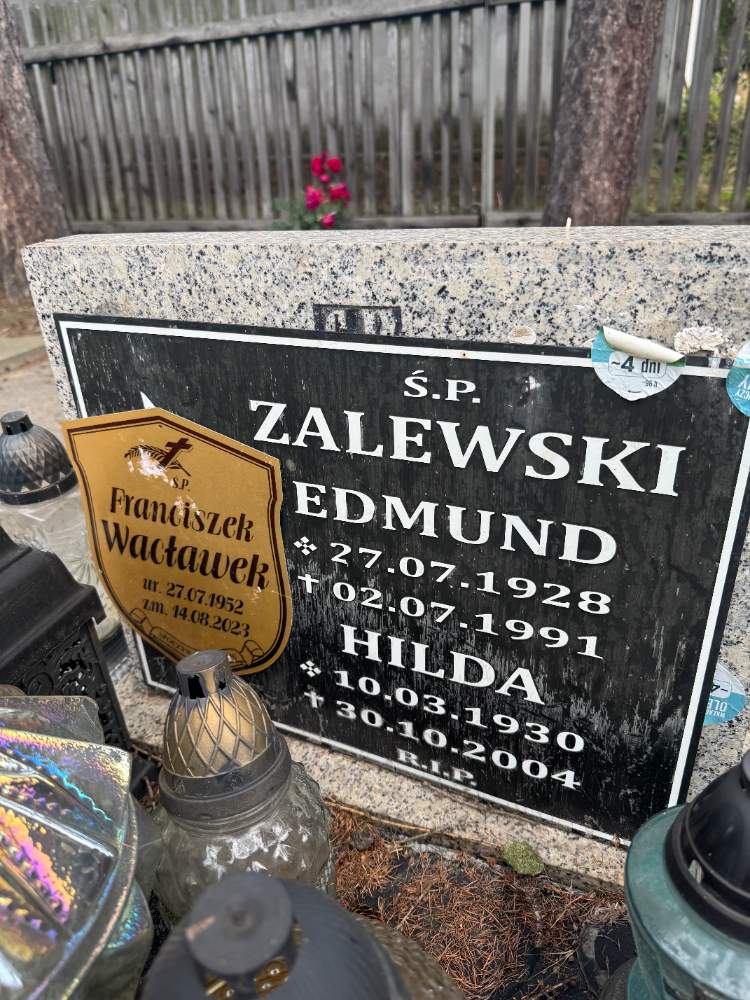 Ś.P.
ZALEWSKI
EDMUND
27.07.1928
† 02.07.1991
HILDA
10.03.1930
† 30.10.2004
R.I.P.
Ś.P.
Franciszek
Wacławek
ur. 27.07.1952
zm. 14.08.2023
~4 dni
96 h